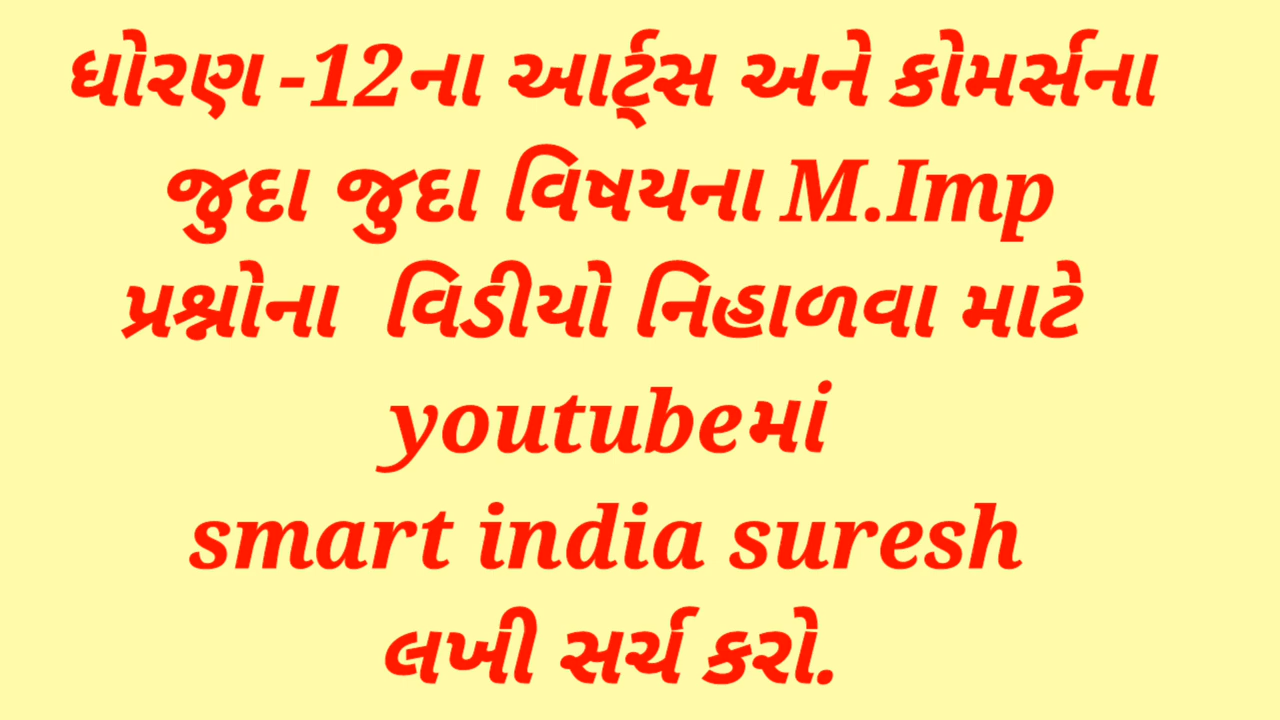 ધોરણ -12ના આર્ટ્સ અને કોમર્સના
જુદા જુદા વિષયના M.Imp
પ્રશ્નોના વિડીયો નિહાળવા માટે
youtubeમાં
smart india suresh
લખી સર્ચ કરો.